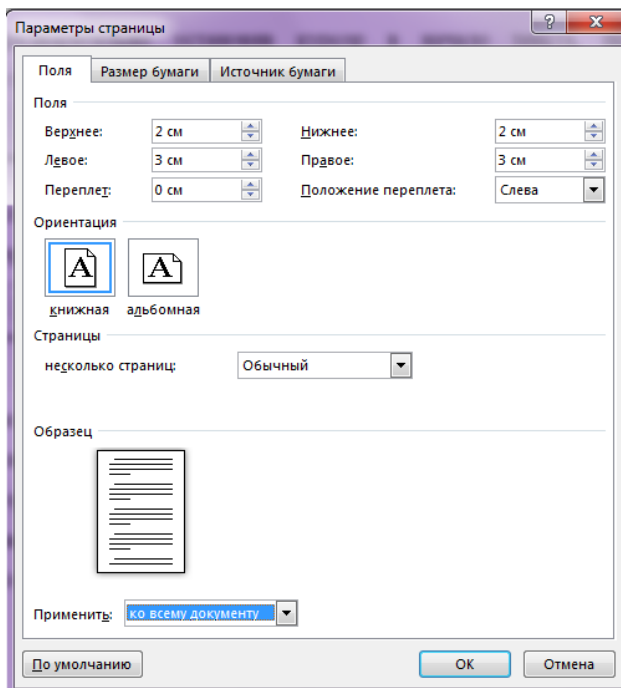 Параметры страницы
Поля Размер бумаги Источник бумаги
Поля
Верхнее: 2 см Нижнее: 2 см
Левое: 3 см Правое: 3 см
Переплет: 0 см Положение переплета: Слева
Ориентация
A A
книжная альбомная
Страницы
несколько страниц: Обычный
Образец
Применить: ко всему документу
По умолчанию ОК Отмена